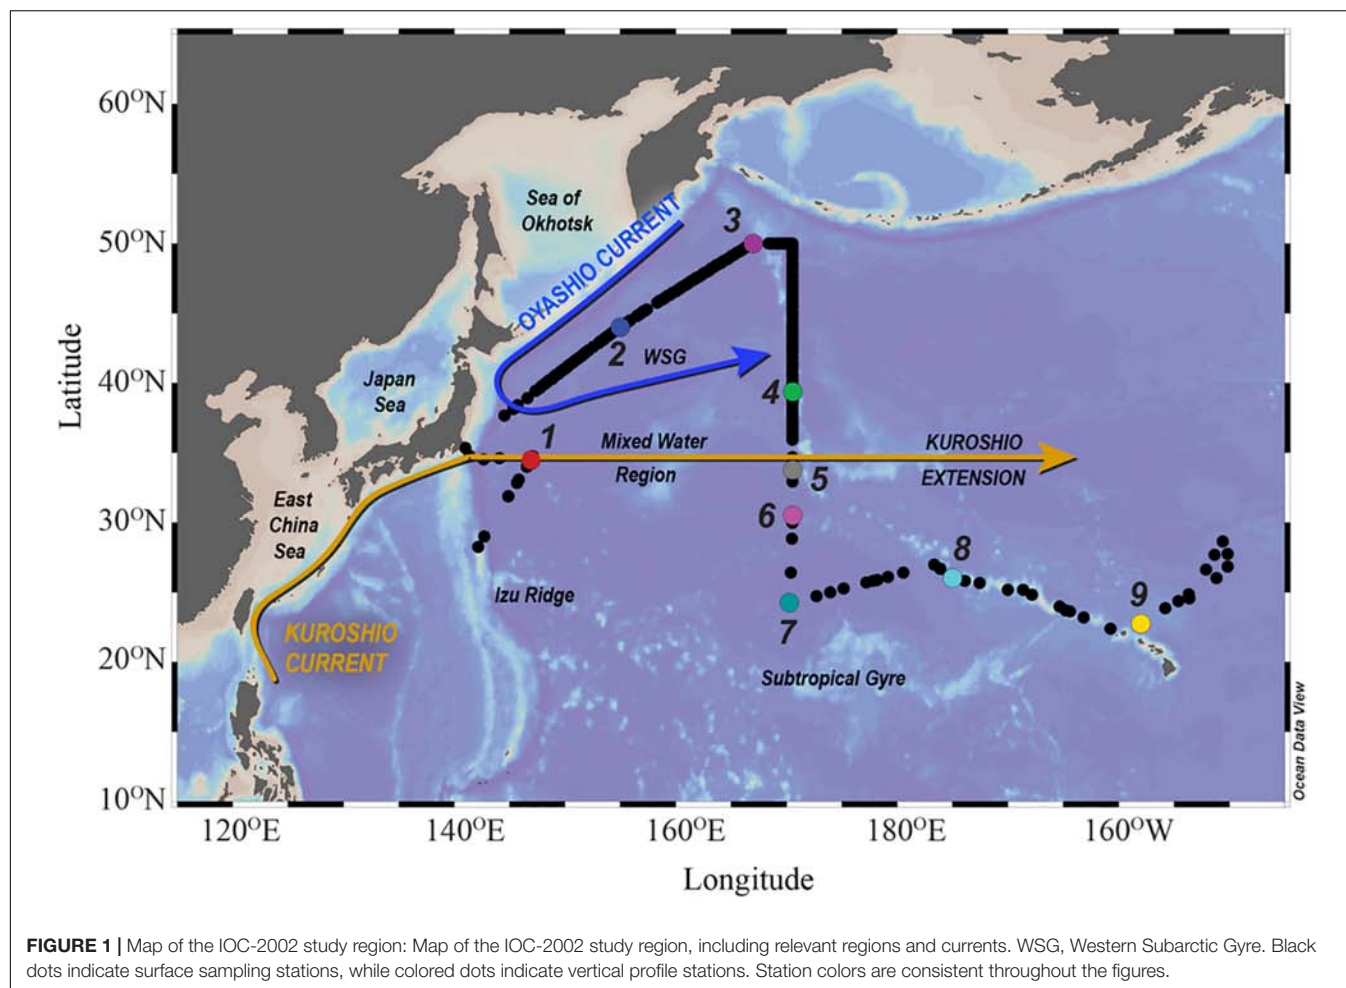 60°N
50°N
40°N
30°N
20°N
10°N
Latitude
120°E
140°E
160°E
180°E
160°W
Longitude
Sea of
Okhotsk
OYASHIO CURRENT
3
2
WSG
Japan
Sea
4
1
Mixed Water
Region
KUROSHIO
EXTENSION
5
East
China
Sea
6
8
Izu Ridge
9
7
KUROSHIO
CURRENT
Subtropical Gyre
Ocean Data View
FIGURE 1 | Map of the IOC-2002 study region: Map of the IOC-2002 study region, including relevant regions and currents. WSG, Western Subarctic Gyre. Black
dots indicate surface sampling stations, while colored dots indicate vertical profile stations. Station colors are consistent throughout the figures.